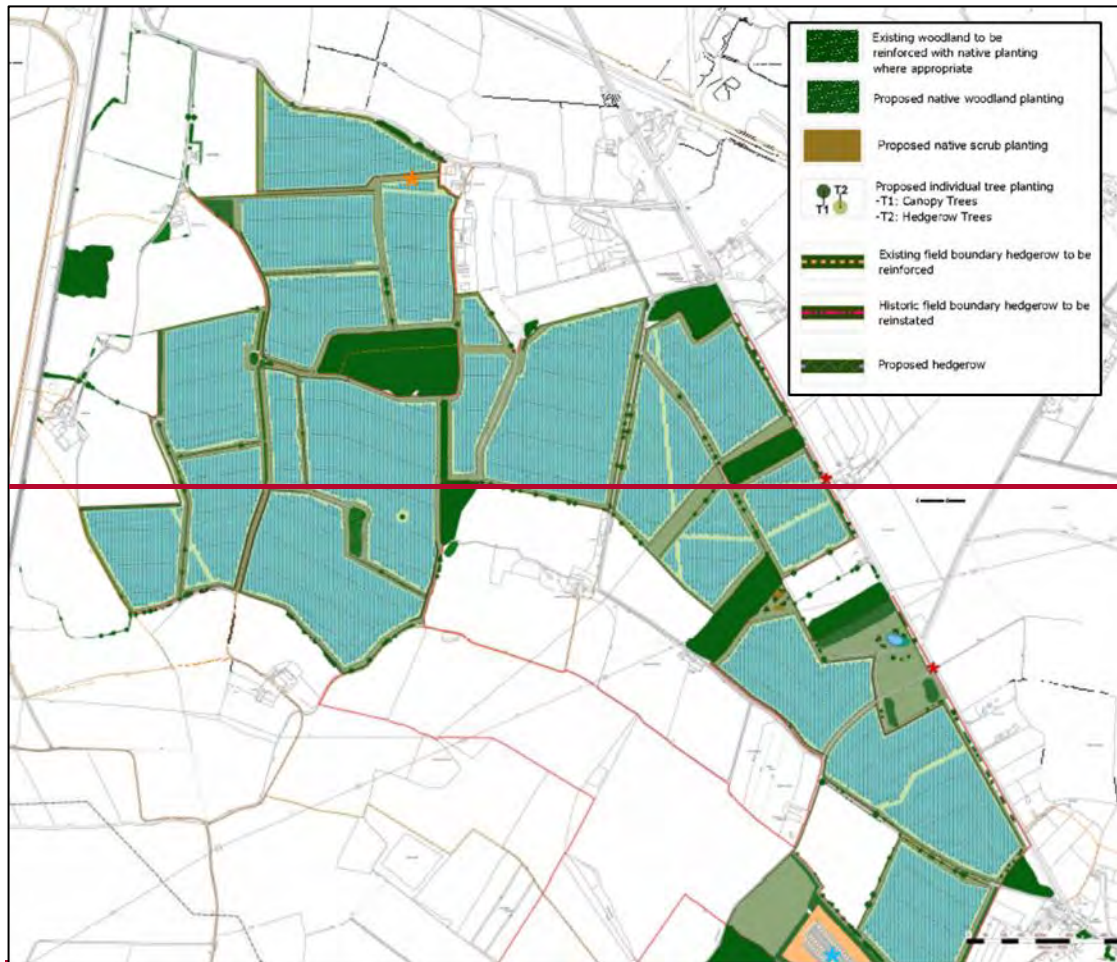 Existing woodland to be
reinforced with native planting
where appropriate
Proposed native woodland planting
Proposed native scrub planting
T2
T1
Proposed individual tree planting
-T1: Canopy Trees
-T2: Hedgerow Trees
Existing field boundary hedgerow to be
reinforced
Historic field boundary hedgerow to be
reinstated
Proposed hedgerow